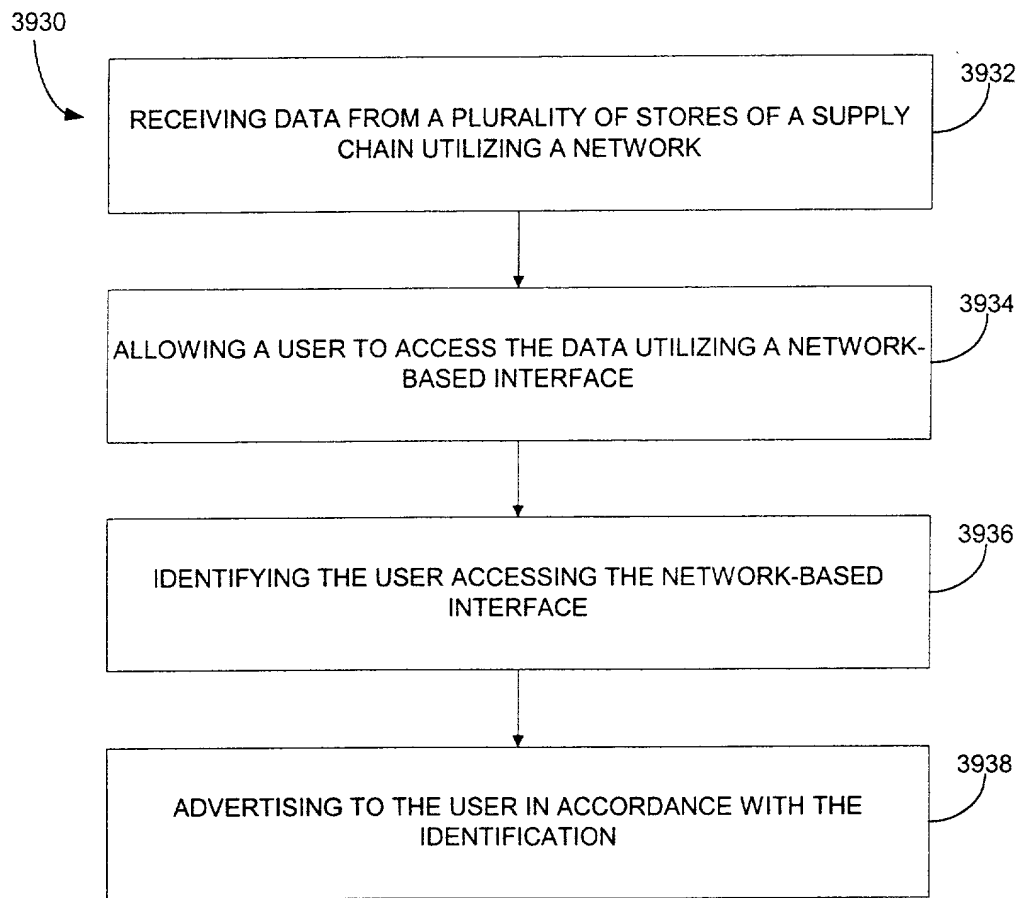 3930
3932
RECEIVING DATA FROM A PLURALITY OF STORES OF A SUPPLY
CHAIN UTILIZING A NETWORK
3934
ALLOWING A USER TO ACCESS THE DATA UTILIZING A NETWORK-
BASED INTERFACE
3936
IDENTIFYING THE USER ACCESSING THE NETWORK-BASED
INTERFACE
3938
ADVERTISING TO THE USER IN ACCORDANCE WITH THE
IDENTIFICATION